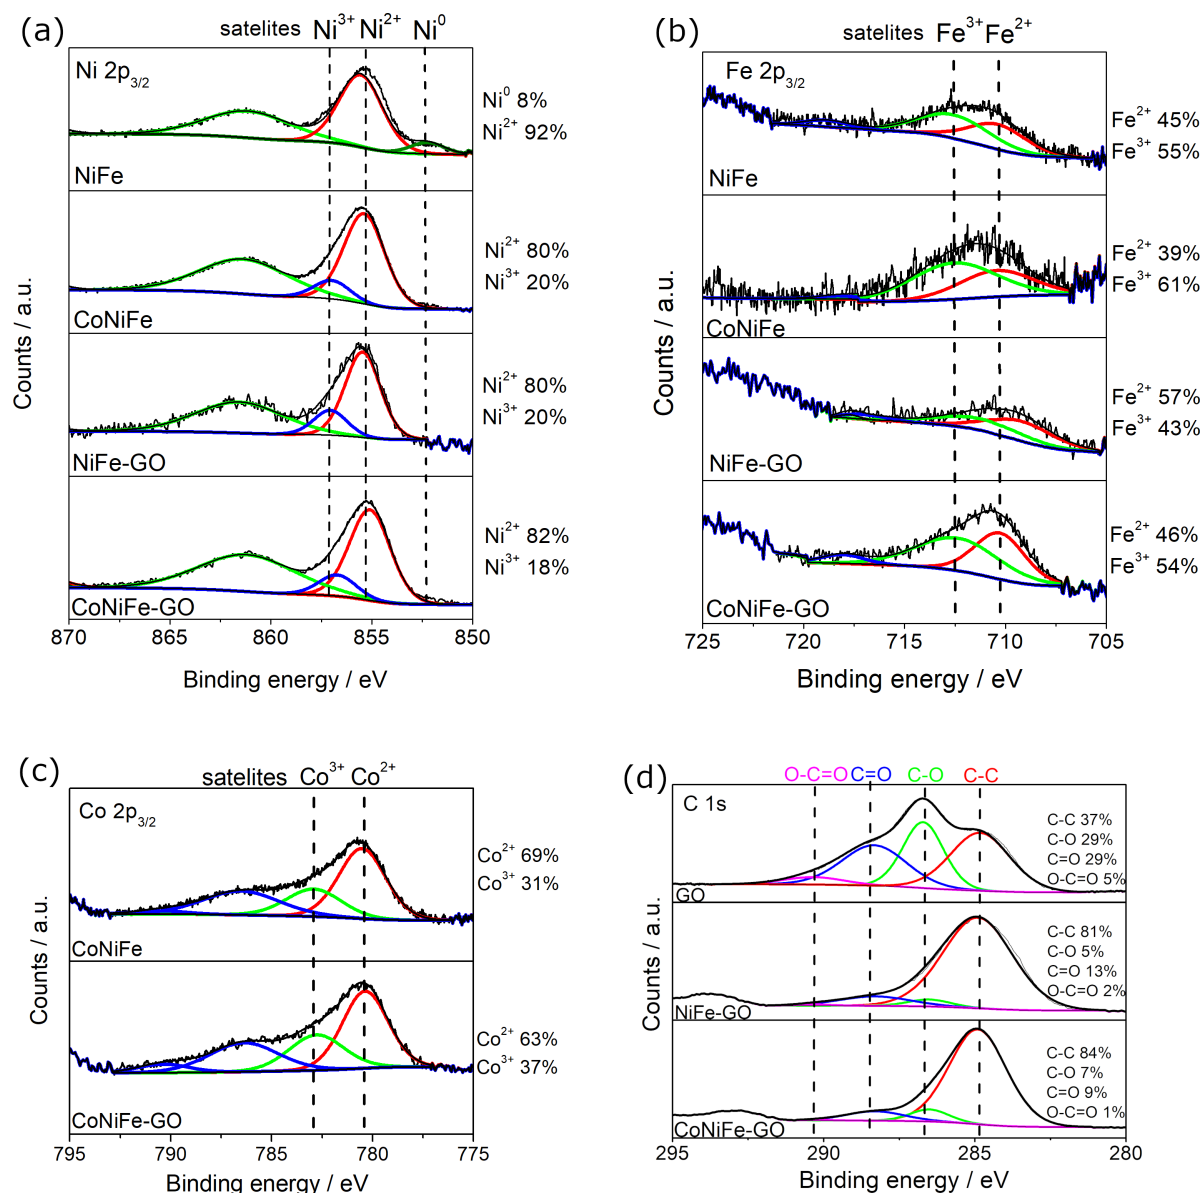 (a)
satelites Ni3+ Ni2+ Ni0
Ni 2p3/2
Ni0 8%
Ni2+ 92%
NiFe
Ni2+ 80%
Ni3+ 20%
CoNiFe
Ni2+ 80%
Ni3+ 20%
NiFe-GO
Ni2+ 82%
Ni3+ 18%
CoNiFe-GO
Counts / a.u.
870 865 860 855 850
Binding energy / eV
(b)
satelites Fe3+ Fe2+
Fe 2p3/2
Fe2+ 45%
Fe3+ 55%
NiFe
Fe2+ 39%
Fe3+ 61%
CoNiFe
Fe2+ 57%
Fe3+ 43%
NiFe-GO
Fe2+ 46%
Fe3+ 54%
CoNiFe-GO
Counts / a.u.
725 720 715 710 705
Binding energy / eV
(c)
satelites Co3+ Co2+
Co 2p3/2
Co2+ 69%
Co3+ 31%
CoNiFe
Co2+ 63%
Co3+ 37%
CoNiFe-GO
Counts / a.u.
795 790 785 780 775
Binding energy / eV
(d)
O-C=O C=O C-O C-C
C 1s
C-C 37%
C-O 29%
C=O 29%
O-C=O 5%
GO
C-C 81%
C-O 5%
C=O 13%
O-C=O 2%
NiFe-GO
C-C 84%
C-O 7%
C=O 9%
O-C=O 1%
CoNiFe-GO
Counts / a.u.
295 290 285 280
Binding energy / eV